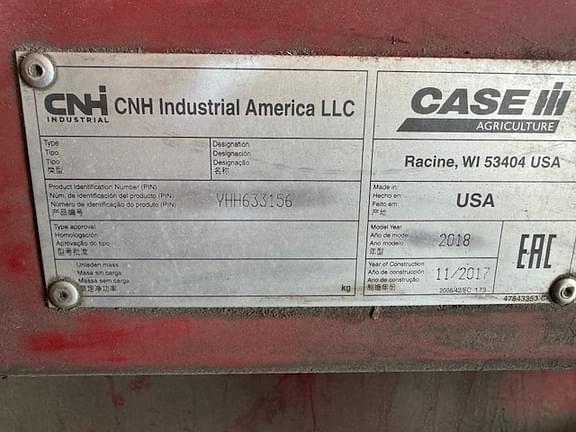 CNH INDUSTRIAL CNH Industrial America LLC
CASE IH
AGRICULTURE
Racine, WI 53404 USA
Type
Tipo
Tipo
类型
Designation
Designación
Designação
名称
Product Identification Number (PIN)
Núm. de identificación del producto (PIN)
Número de identificação do produto (PIN)
产品编号
YHH633156
Made in
Hecho en
Feito em
产地
USA
Type approval
Homologación
Aprovação do tipo
型号批准
Model Year
Año de modelo
Ano modelo
年型
2018
EAC
Unladen mass
Masa sin carga
Massa sem carga
kg
Year of Construction
Año de construcción
Ano de construção
制造年份
11/2017
2006/42/EC
47843353